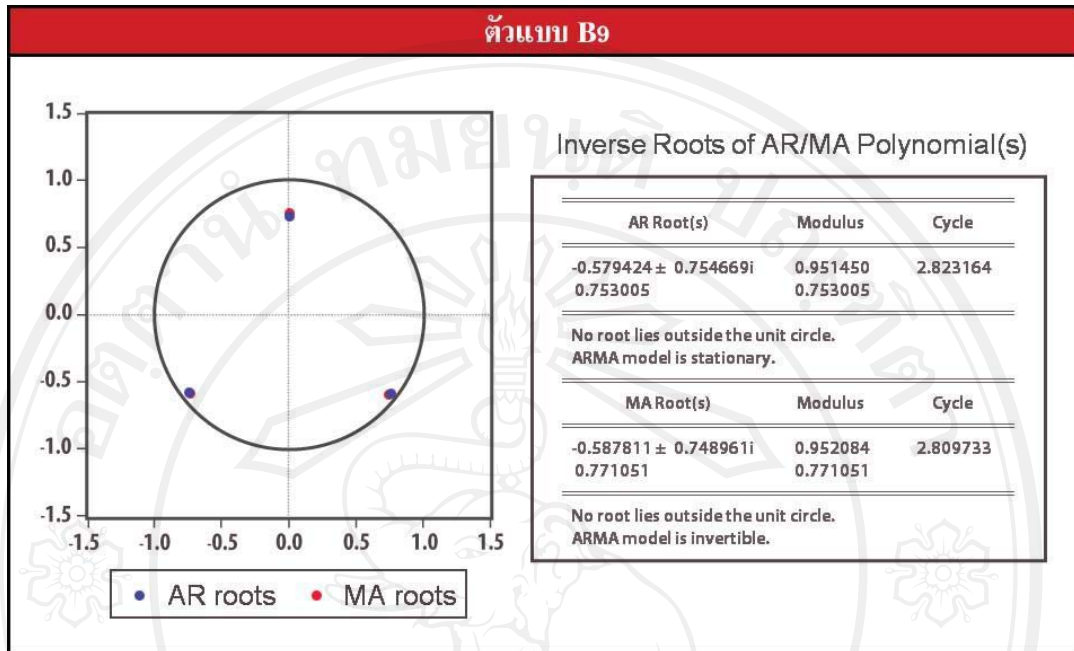 ตัวแบบ B9
1.5
1.0
0.5
0.0
-0.5
-1.0
-1.5
-1.5 -1.0 -0.5 0.0 0.5 1.0 1.5
AR roots MA roots
Inverse Roots of AR/MA Polynomial(s)
AR Root(s) Modulus Cycle
-0.579424 ± 0.754669i 0.951450 2.823164
0.753005 0.753005
No root lies outside the unit circle.
ARMA model is stationary.
MA Root(s) Modulus Cycle
-0.587811 ± 0.748961i 0.952084 2.809733
0.771051 0.771051
No root lies outside the unit circle.
ARMA model is invertible.